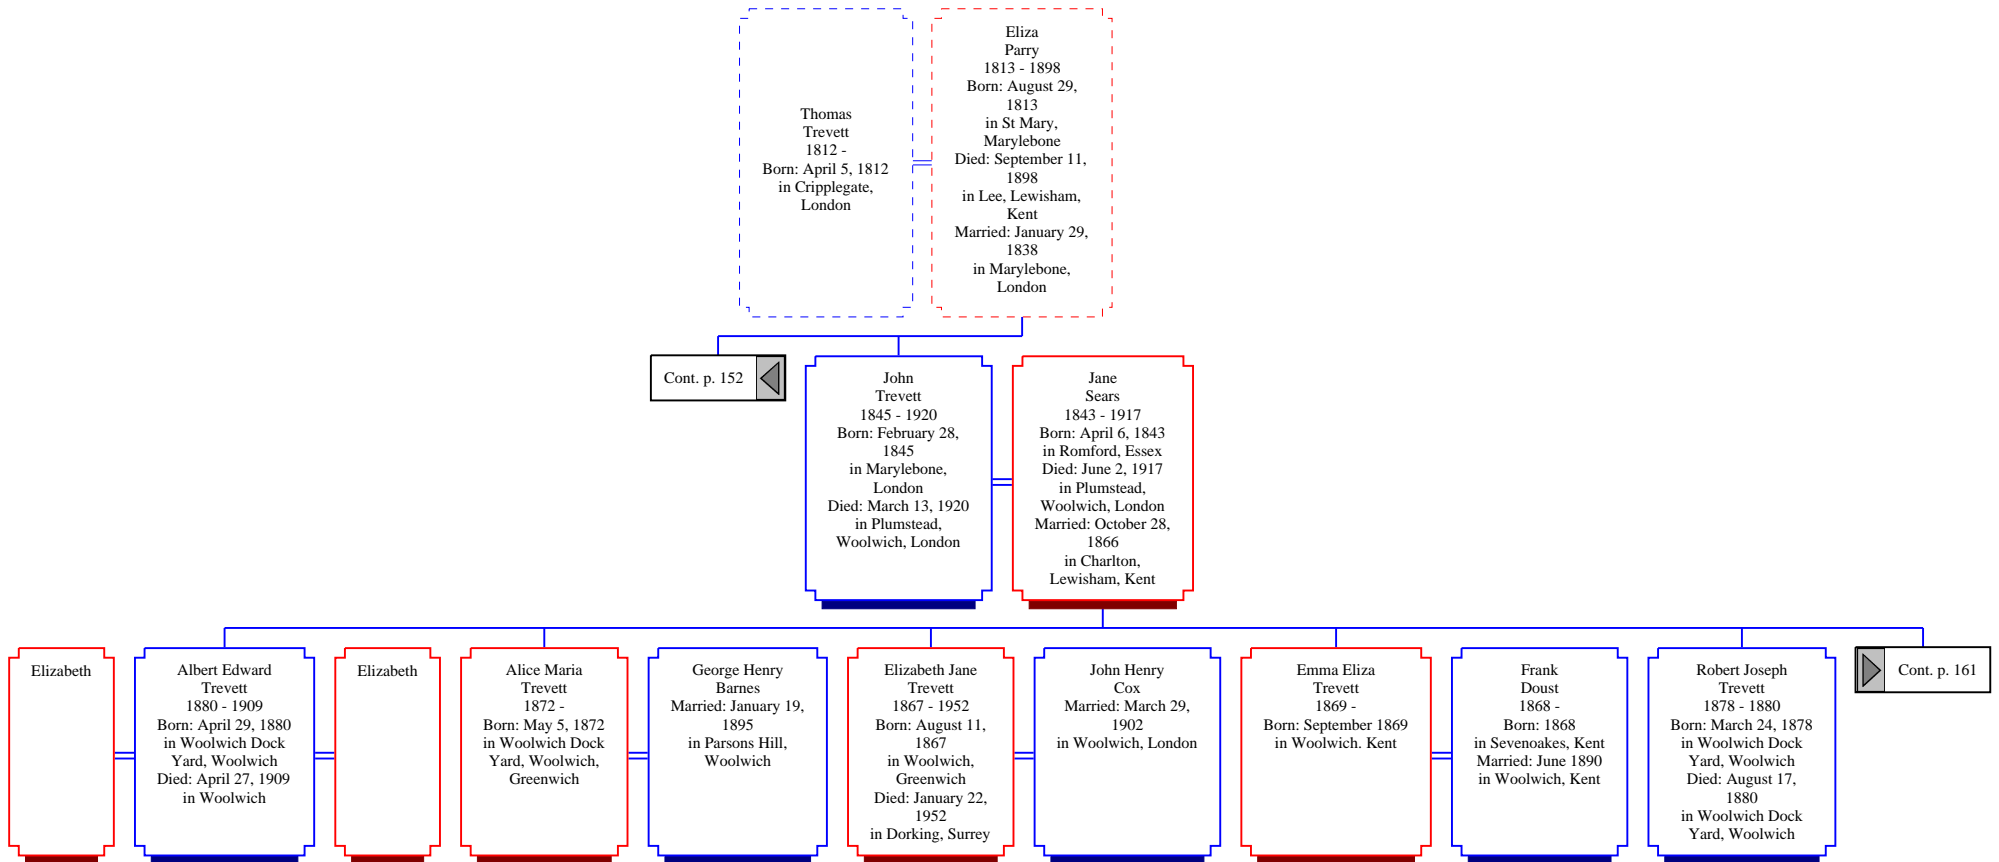 Thomas
Trevett
1812 -
Born: April 5, 1812
in Cripplegate,
London
Eliza
Parry
1813 - 1898
Born: August 29,
1813
in St Mary,
Marylebone
Died: September 11,
1898
in Lee, Lewisham,
Kent
Married: January 29,
1838
in Marylebone,
London
Cont. p. 152
John
Trevett
1845 - 1920
Born: February 28,
1845
in Marylebone,
London
Died: March 13, 1920
in Plumstead,
Woolwich, London
Jane
Sears
1843 - 1917
Born: April 6, 1843
in Romford, Essex
Died: June 2, 1917
in Plumstead,
Woolwich, London
Married: October 28,
1866
in Charlton,
Lewisham, Kent
Elizabeth
Albert Edward
Trevett
1880 - 1909
Born: April 29, 1880
in Woolwich Dock
Yard, Woolwich
Died: April 27, 1909
in Woolwich
Elizabeth
Alice Maria
Trevett
1872 -
Born: May 5, 1872
in Woolwich Dock
Yard, Woolwich,
Greenwich
George Henry
Barnes
Married: January 19,
1895
in Parsons Hill,
Woolwich
Elizabeth Jane
Trevett
1867 - 1952
Born: August 11,
1867
in Woolwich,
Greenwich
Died: January 22,
1952
in Dorking, Surrey
John Henry
Cox
Married: March 29,
1902
in Woolwich, London
Emma Eliza
Trevett
1869 -
Born: September 1869
in Woolwich. Kent
Frank
Doust
1868 -
Born: 1868
in Sevenoakes, Kent
Married: June 1890
in Woolwich, Kent
Robert Joseph
Trevett
1878 - 1880
Born: March 24, 1878
in Woolwich Dock
Yard, Woolwich
Died: August 17,
1880
in Woolwich Dock
Yard, Woolwich
Cont. p. 161